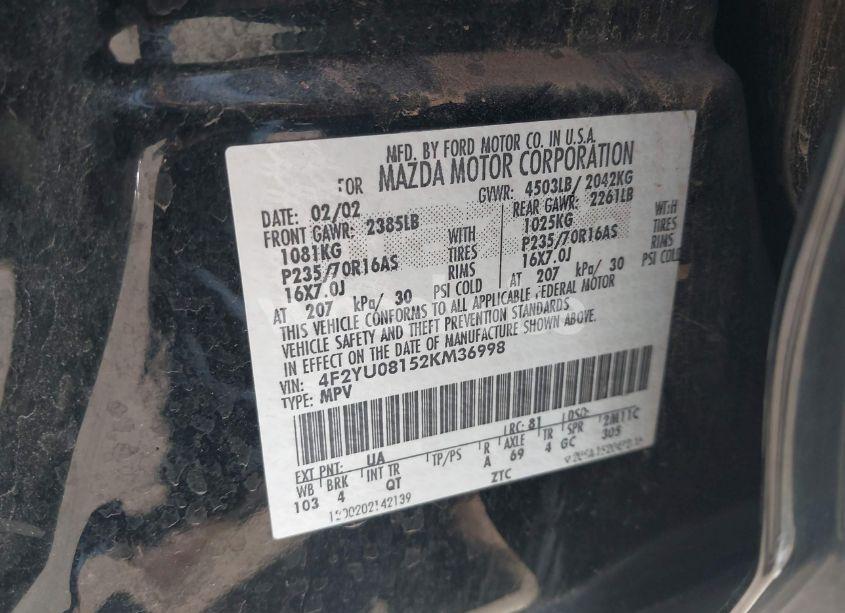 MFD. BY FORD MOTOR CO. IN U.S.A.
FOR MAZDA MOTOR CORPORATION
DATE: 02/02 GVWR: 4503LB/ 2042KG
FRONT GAWR: 2385LB REAR GAWR: 2261LB
1081KG WITH 1025KG WITH
P235/70R16AS TIRES P235/70R16AS TIRES
16X7.0J RIMS 16X7.0J RIMS
AT 207 kPa/ 30 PSI COLD AT 207 kPa/ 30 PSI COLD
THIS VEHICLE CONFORMS TO ALL APPLICABLE FEDERAL MOTOR
VEHICLE SAFETY AND THEFT PREVENTION STANDARDS
IN EFFECT ON THE DATE OF MANUFACTURE SHOWN ABOVE.
VIN: 4F2YU08152KM36998
TYPE: MPV
LRC: 81 DSO:
EXT PNT: UA R AXLE TR SPR 2M11C
WB BRK INT TR TP/PS A 69 4 GC 305
103 4 QT ZTC
1200202142139